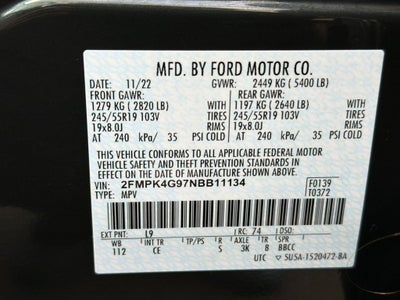 MFD. BY FORD MOTOR CO.
DATE: 11/22 GVWR: 2449 KG ( 5400 LB)
FRONT GAWR: REAR GAWR:
1279 KG ( 2820 LB) 1197 KG ( 2640 LB)
245/55R19 103V TIRES 245/55R19 103V TIRES
19x8.0J RIMS 19x8.0J RIMS
AT 240 kPa/ 35 PSI COLD AT 240 kPa/ 35 PSI COLD
THIS VEHICLE CONFORMS TO ALL APPLICABLE FEDERAL MOTOR
VEHICLE SAFETY AND THEFT PREVENTION STANDARDS IN EFFECT ON
THE DATE OF MANUFACTURE SHOWN ABOVE.
VIN: 2FMPK4G97NBB11134 F0139
TYPE: MPV T0372
EXT PNT: L9 RC: 74 DSO:
WB INT TR TP/PS R AXLE TR SPR
112 CE S 3K 8 BBCC
UTC ▽ 5USA-1520472-BA